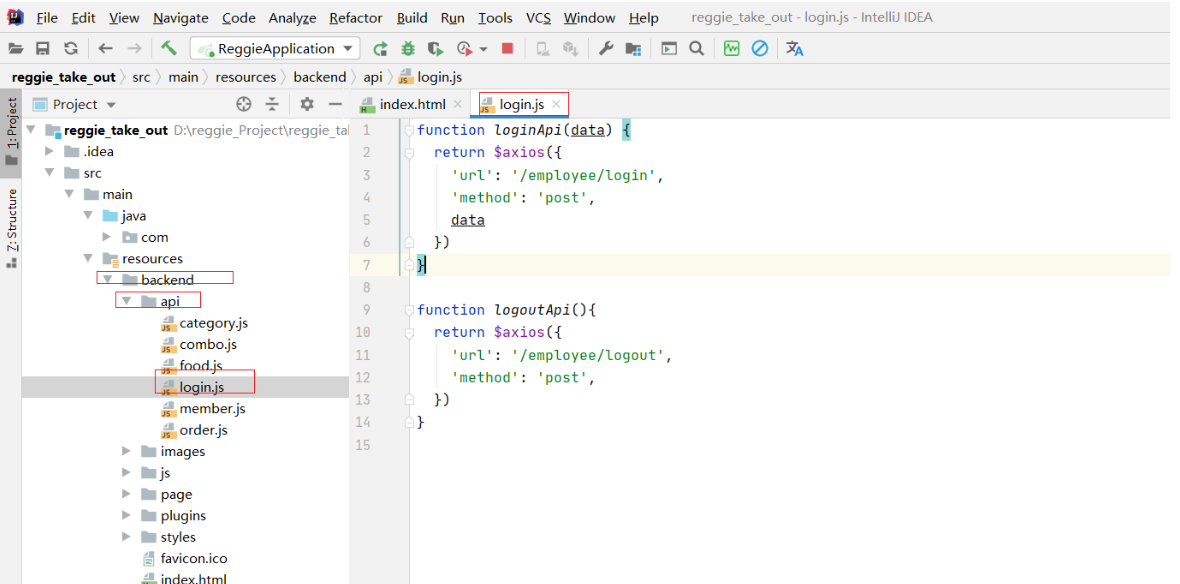 File Edit View Navigate Code Analyze Refactor Build Run Tools VCS Window Help reggie_take_out - login.js - IntelliJ IDEA
ReggieApplication
reggie_take_out src main resources backend api login.js
Project
index.html login.js
1: Project
Z: Structure
reggie_take_out D:\reggie_Project\reggie_tal
.idea
src
main
java
com
resources
backend
api
category.js
combo.js
food.js
login.js
member.js
order.js
images
js
page
plugins
styles
favicon.ico
index.html
1 function loginApi(data) {
2 return $axios({
3 'url': '/employee/login',
4 'method': 'post',
5 data
6 })
7 }
8
9 function logoutApi(){
10 return $axios({
11 'url': '/employee/logout',
12 'method': 'post',
13 })
14 }
15